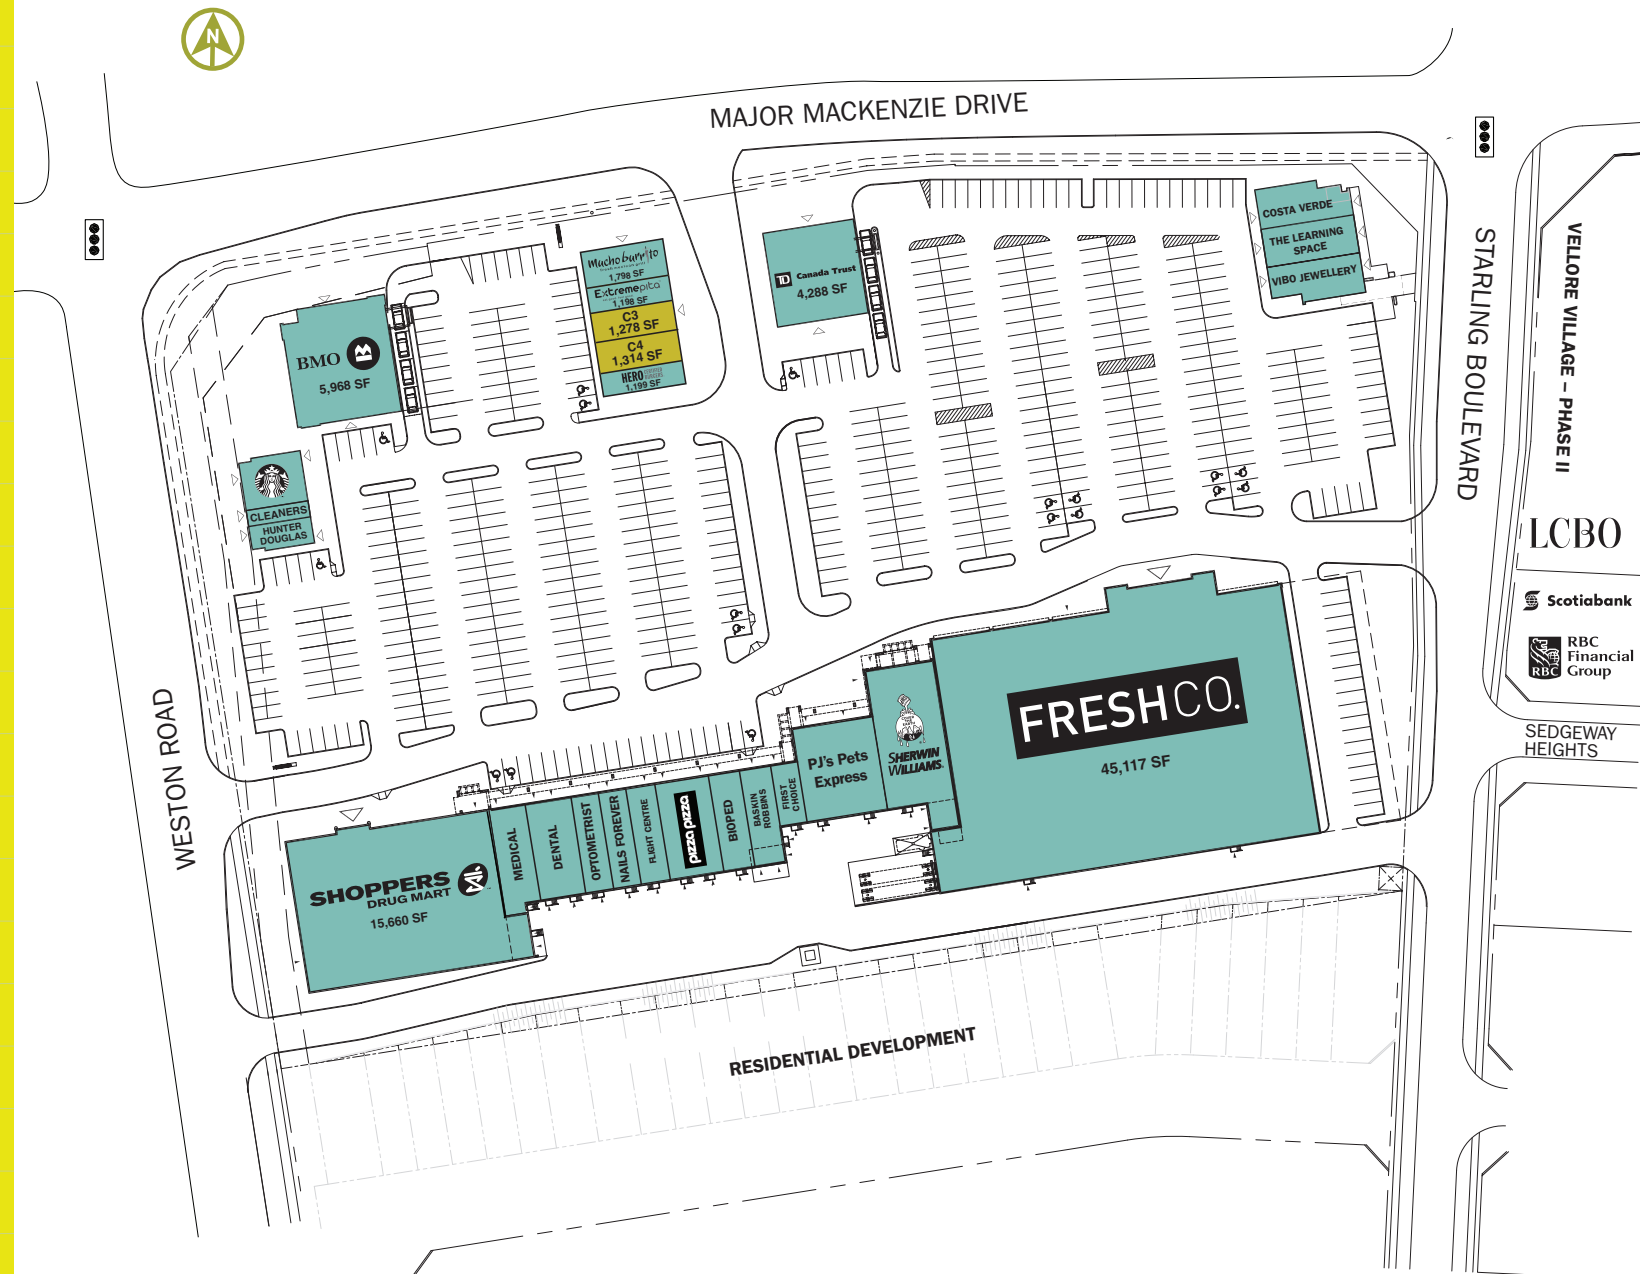 N
MAJOR MACKENZIE DRIVE
Mucho burrito
1,798 SF
Extremepita
1,198 SF
C3
1,278 SF
C4
1,314 SF
HERO
1,199 SF
TD Canada Trust
4,288 SF
COSTA VERDE
THE LEARNING
SPACE
VIBO JEWELLERY
BMO
5,968 SF
CLEANERS
HUNTER
DOUGLAS
STARLING BOULEVARD
VELLORE VILLAGE – PHASE II
LCBO
Scotiabank
RBC
RBC
Financial
Group
SEDGEWAY
HEIGHTS
WESTON ROAD
SHOPPERS
DRUG MART
15,660 SF
MEDICAL
DENTAL
OPTOMETRIST
NAILS FOREVER
FLIGHT CENTRE
pizza pizza
BIOPED
BASKIN
ROBBINS
FIRST
CHOICE
PJ's Pets
Express
SHERWIN
WILLIAMS.
FRESHCO.
45,117 SF
RESIDENTIAL DEVELOPMENT